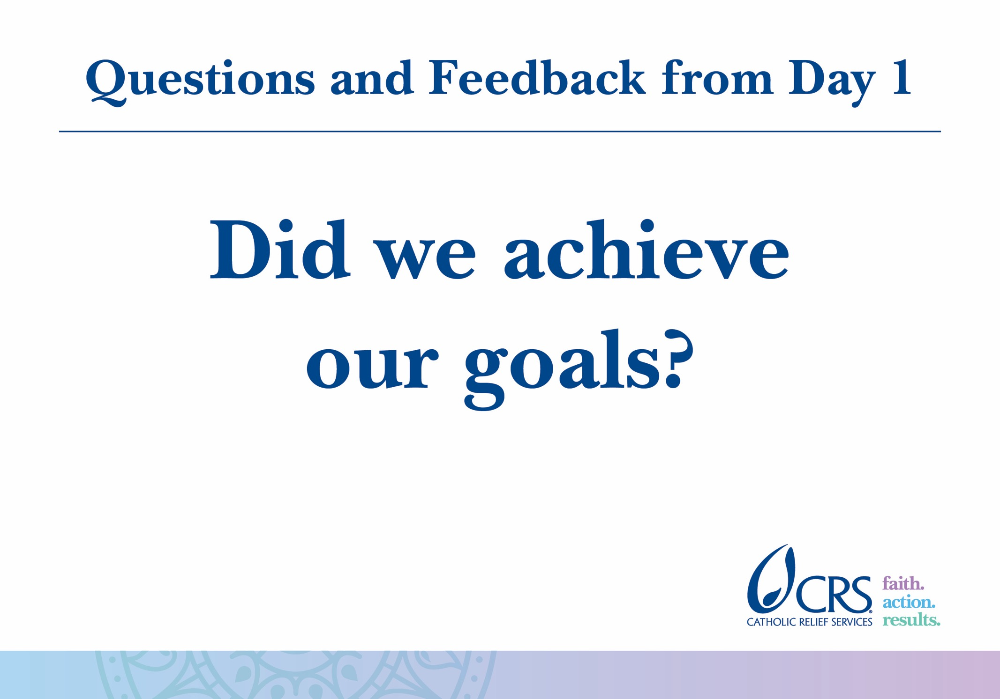 Questions and Feedback from Day 1
Did we achieve
our goals?
CRS®
CATHOLIC RELIEF SERVICES
faith.
action.
results.